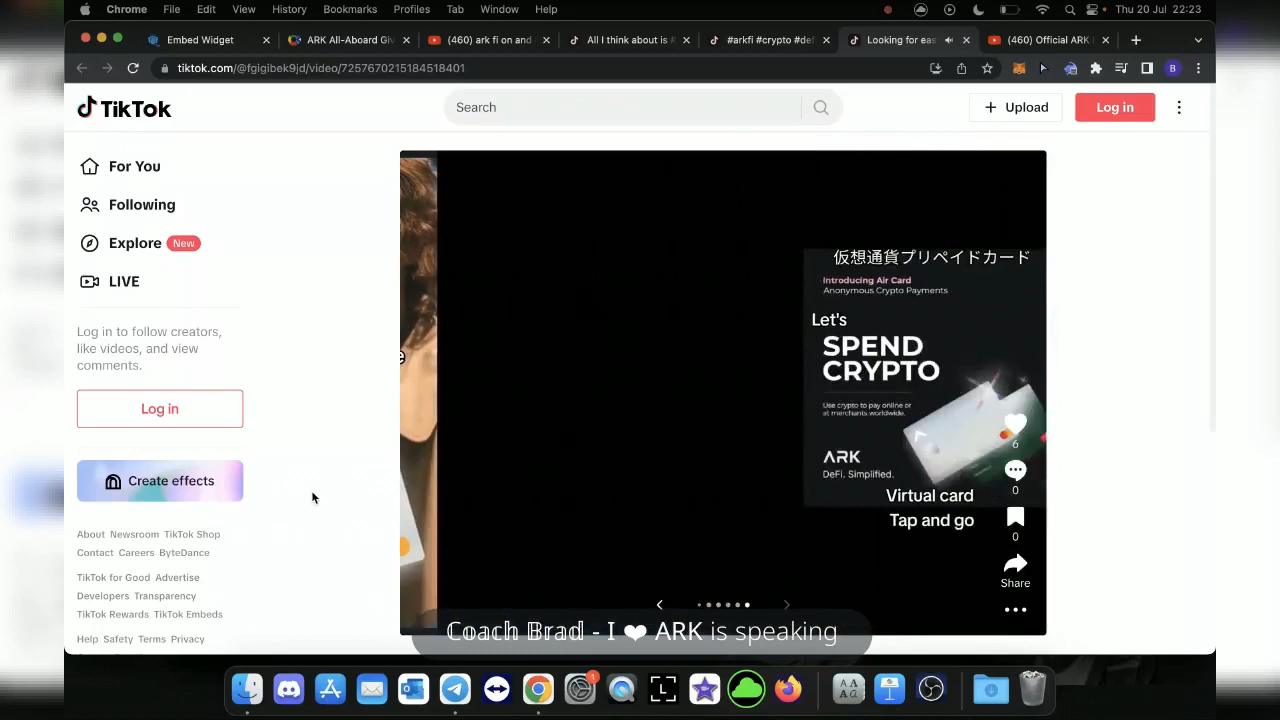 Chrome File Edit View History Bookmarks Profiles Tab Window Help Thu 20 Jul 22:23
Embed Widget ARK All-Aboard Giv (460) ark fi on and All I think about is #arkfi #crypto #def Looking for eas (460) Official ARK
tiktok.com/@fgigibek9jd/video/7257670215184518401 B
TikTok Search Upload Log in
For You
Following
Explore New
LIVE
Log in to follow creators,
like videos, and view
comments.
Log in
Create effects
About Newsroom TikTok Shop
Contact Careers ByteDance
TikTok for Good Advertise
Developers Transparency
TikTok Rewards TikTok Embeds
Help Safety Terms Privacy
仮想通貨プリペイドカード
Introducing Air Card
Anonymous Crypto Payments
Let's
SPEND
CRYPTO
Use crypto to pay online or
at merchants worldwide.
ARK
DeFi. Simplified.
Virtual card
Tap and go
6
0
0
Share
Coach Brad - I ❤ ARK is speaking
1